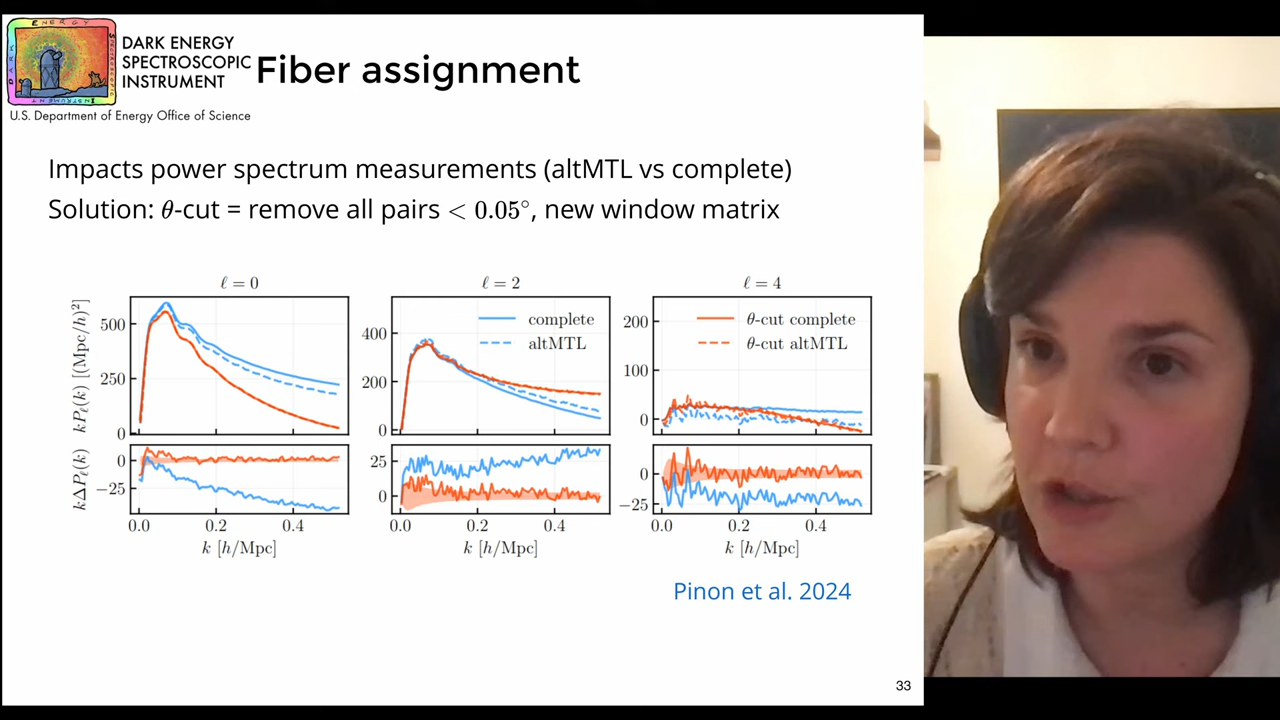 DARK ENERGY
SPECTROSCOPIC
INSTRUMENT
U.S. Department of Energy Office of Science
Fiber assignment
Impacts power spectrum measurements (altMTL vs complete)
Solution: θ-cut = remove all pairs < 0.05°, new window matrix
ℓ = 0
ℓ = 2
ℓ = 4
kPℓ(k) [(Mpc/h)²]
500
250
0
400
200
0
complete
altMTL
200
100
0
θ-cut complete
θ-cut altMTL
kΔPℓ(k)
0
−25
25
0
0
−25
0.0 0.2 0.4
0.0 0.2 0.4
0.0 0.2 0.4
k [h/Mpc]
k [h/Mpc]
k [h/Mpc]
Pinon et al. 2024
33